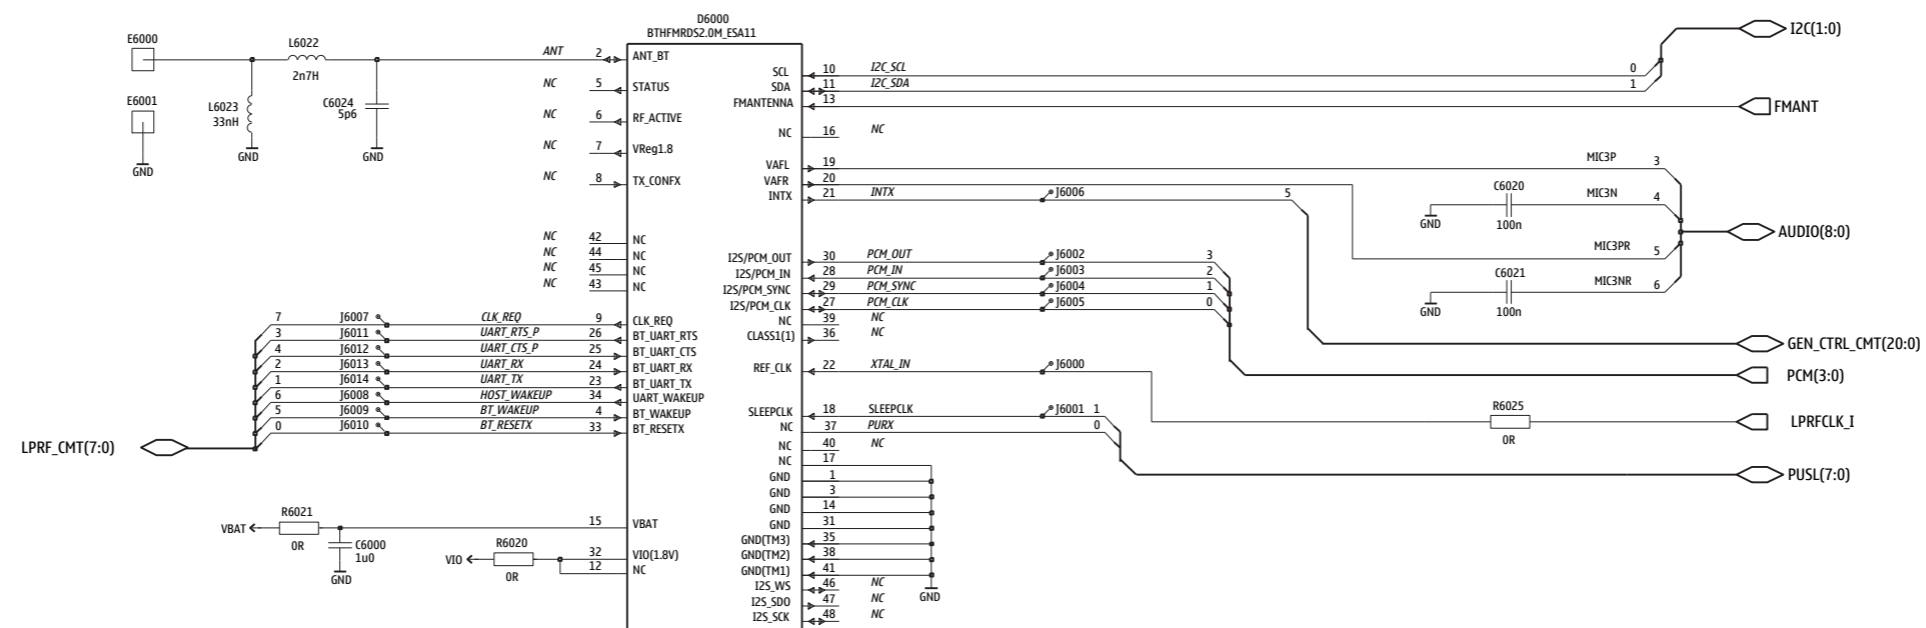 D6000
BTHFMRDS2.0M_ESA11
E6000
L6022
2n7H
ANT 2 ANT_BT
E6001
GND
L6023
33nH
GND
C6024
5p6
GND
NC 5 STATUS
NC 6 RF_ACTIVE
NC 7 VReg1.8
NC 8 TX_CONFX
NC 42 NC
NC 44 NC
NC 45 NC
NC 43 NC
7 J6007 CLK_REQ 9 CLK_REQ
3 J6011 UART_RTS_P 26 BT_UART_RTS
4 J6012 UART_CTS_P 25 BT_UART_CTS
2 J6013 UART_RX 24 BT_UART_RX
1 J6014 UART_TX 23 BT_UART_TX
6 J6008 HOST_WAKEUP 34 UART_WAKEUP
5 J6009 BT_WAKEUP 4 BT_WAKEUP
0 J6010 BT_RESETX 33 BT_RESETX
LPRF_CMT(7:0)
VBAT
R6021
0R
C6000
1u0
GND
15 VBAT
VIO
R6020
0R
32 VIO(1.8V)
12 NC
SCL 10 I2C_SCL 0
SDA 11 I2C_SDA 1
I2C(1:0)
FMANTENNA 13 FMANT
NC 16 NC
VAFL 19 MIC3P 3
VAFR 20
INTX 21 INTX J6006 5
GND C6020 100n MIC3N 4
MIC3PR 5
GND C6021 100n MIC3NR 6
AUDIO(8:0)
I2S/PCM_OUT 30 PCM_OUT J6002 3
I2S/PCM_IN 28 PCM_IN J6003 2
I2S/PCM_SYNC 29 PCM_SYNC J6004 1
I2S/PCM_CLK 27 PCM_CLK J6005 0
NC 39 NC
CLASS1(1) 36 NC
GEN_CTRL_CMT(20:0)
PCM(3:0)
REF_CLK 22 XTAL_IN J6000
R6025
0R
LPRFCLK_I
SLEEPCLK 18 SLEEPCLK J6001 1
NC 37 PURX 0
PUSL(7:0)
NC 40 NC
NC 17
GND 1
GND 3
GND 14
GND 31
GND(TM3) 35
GND(TM2) 38
GND(TM1) 41
GND
I2S_WS 46 NC
I2S_SDO 47 NC
I2S_SCK 48 NC